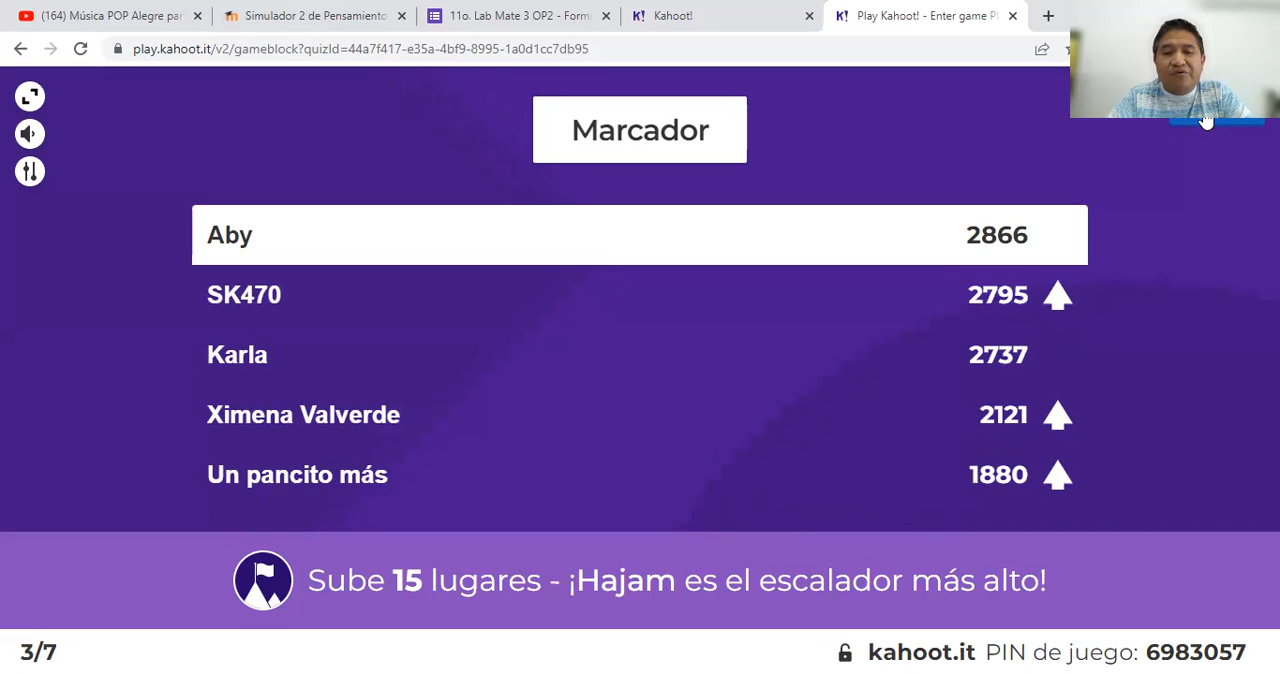 (164) Música POP Alegre par
Simulador 2 de Pensamiento
11o. Lab Mate 3 OP2 - Form
K! Kahoot!
K! Play Kahoot! - Enter game P
play.kahoot.it/v2/gameblock?quizId=44a7f417-e35a-4bf9-8995-1a0d1cc7db95
Marcador
Aby 2866
SK470 2795
Karla 2737
Ximena Valverde 2121
Un pancito más 1880
Sube 15 lugares - ¡Hajam es el escalador más alto!
3/7
kahoot.it PIN de juego: 6983057